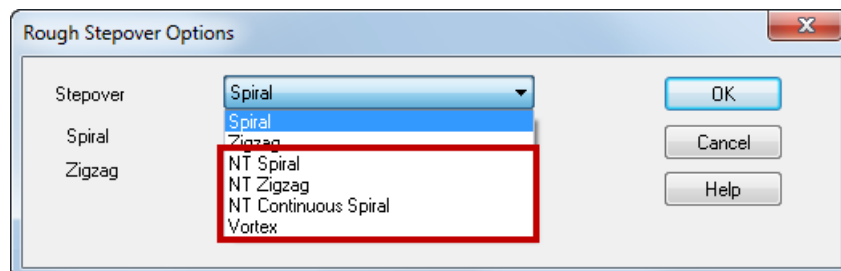 Rough Stepover Options
Stepover
Spiral
OK
Spiral
Spiral
Zigzag
Cancel
Zigzag
NT Spiral
NT Zigzag
Help
NT Continuous Spiral
Vortex